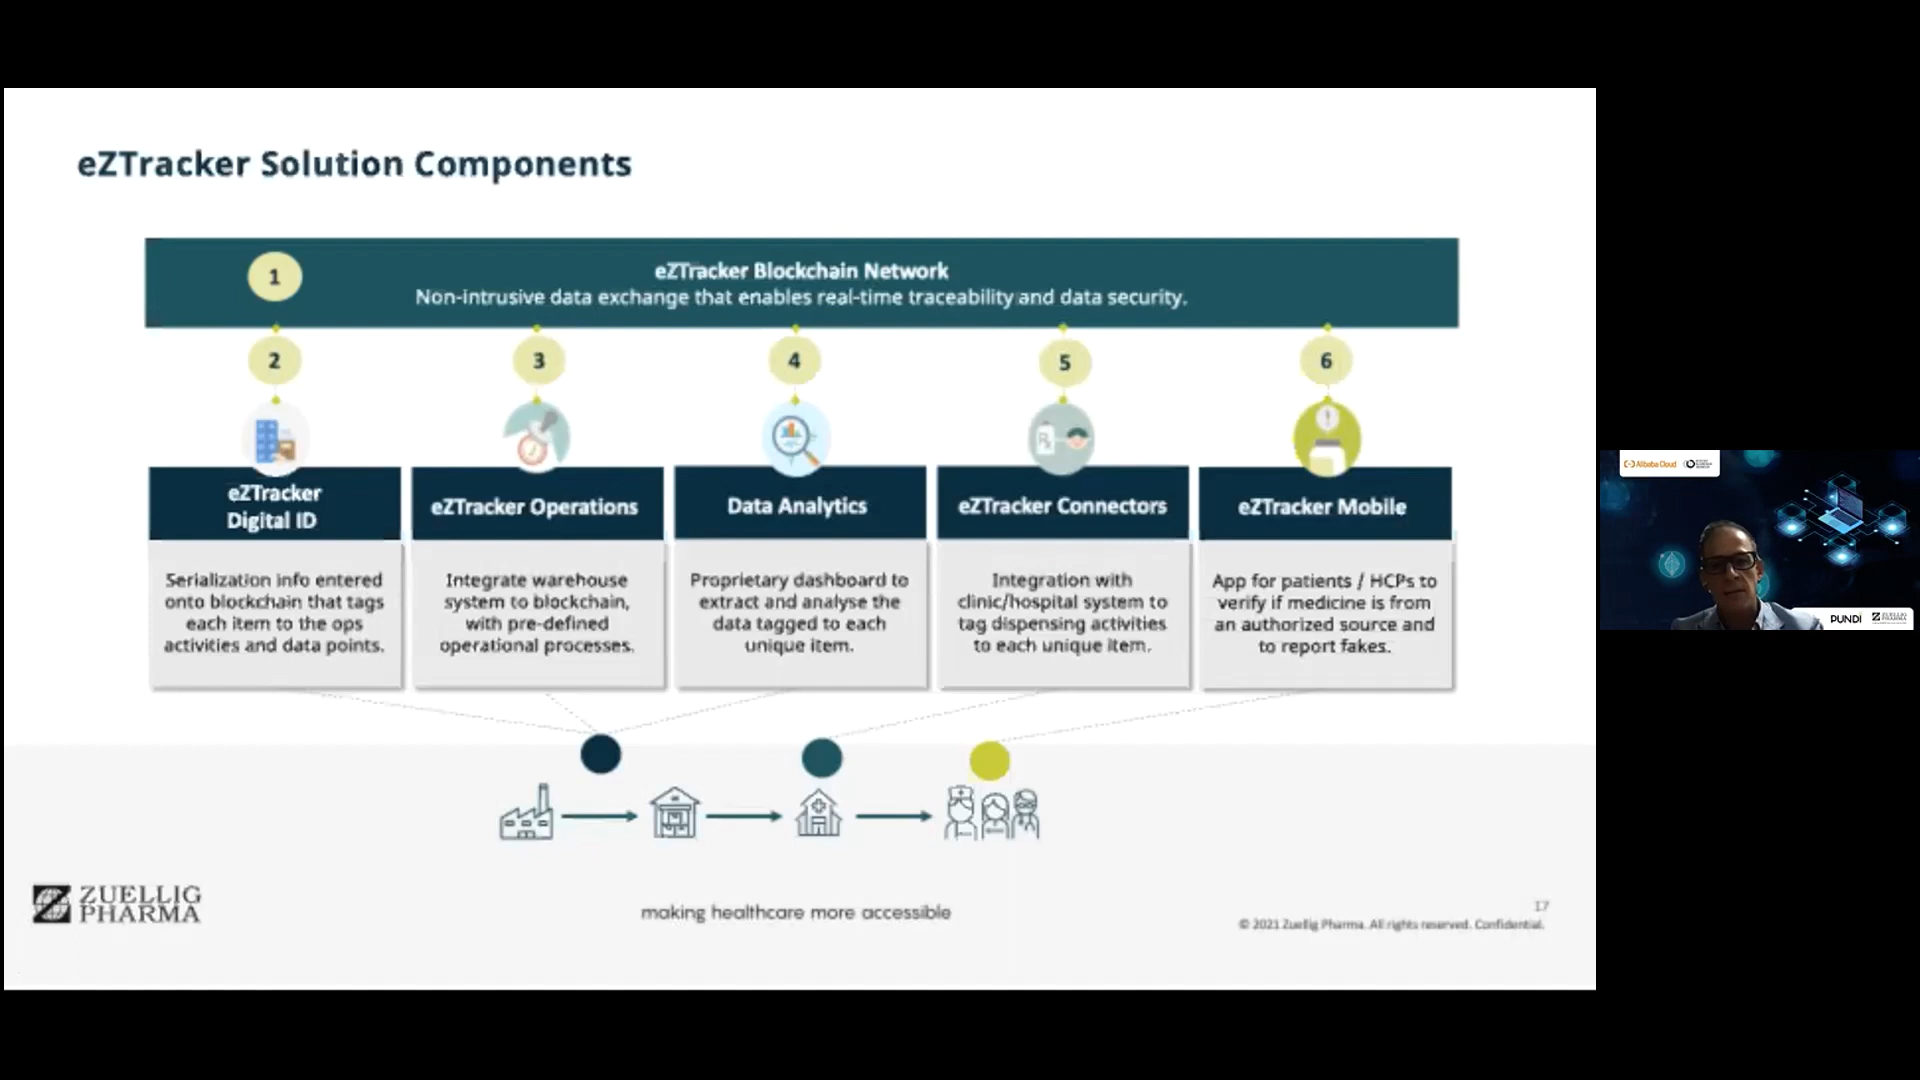 eZTracker Solution Components
1
eZTracker Blockchain Network
Non-intrusive data exchange that enables real-time traceability and data security.
2
3
4
5
6
eZTracker
Digital ID
Serialization info entered
onto blockchain that tags
each item to the ops
activities and data points.
eZTracker Operations
Integrate warehouse
system to blockchain,
with pre-defined
operational processes.
Data Analytics
Proprietary dashboard to
extract and analyse the
data tagged to each
unique item.
eZTracker Connectors
Integration with
clinic/hospital system to
tag dispensing activities
to each unique item.
eZTracker Mobile
App for patients / HCPs to
verify if medicine is from
an authorized source and
to report fakes.
ZUELLIG
PHARMA
making healthcare more accessible
17
© 2021 Zuellig Pharma. All rights reserved. Confidential.
Alibaba Cloud
PUNDI
ZUELLIG
PHARMA